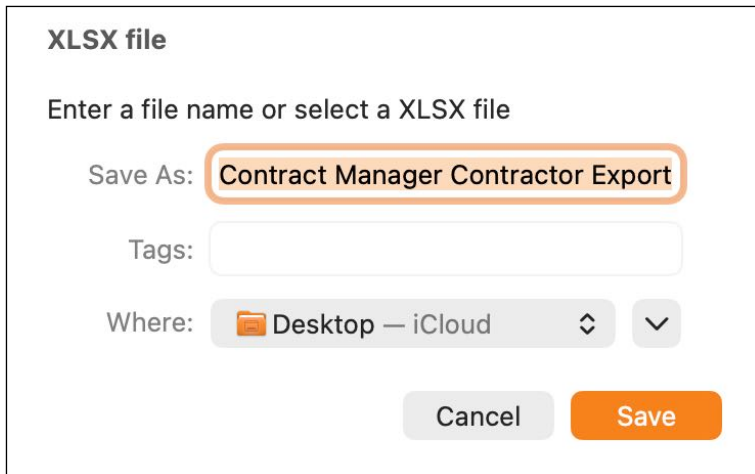 XLSX file
Enter a file name or select a XLSX file
Save As: Contract Manager Contractor Export
Tags:
Where: Desktop — iCloud
Cancel Save